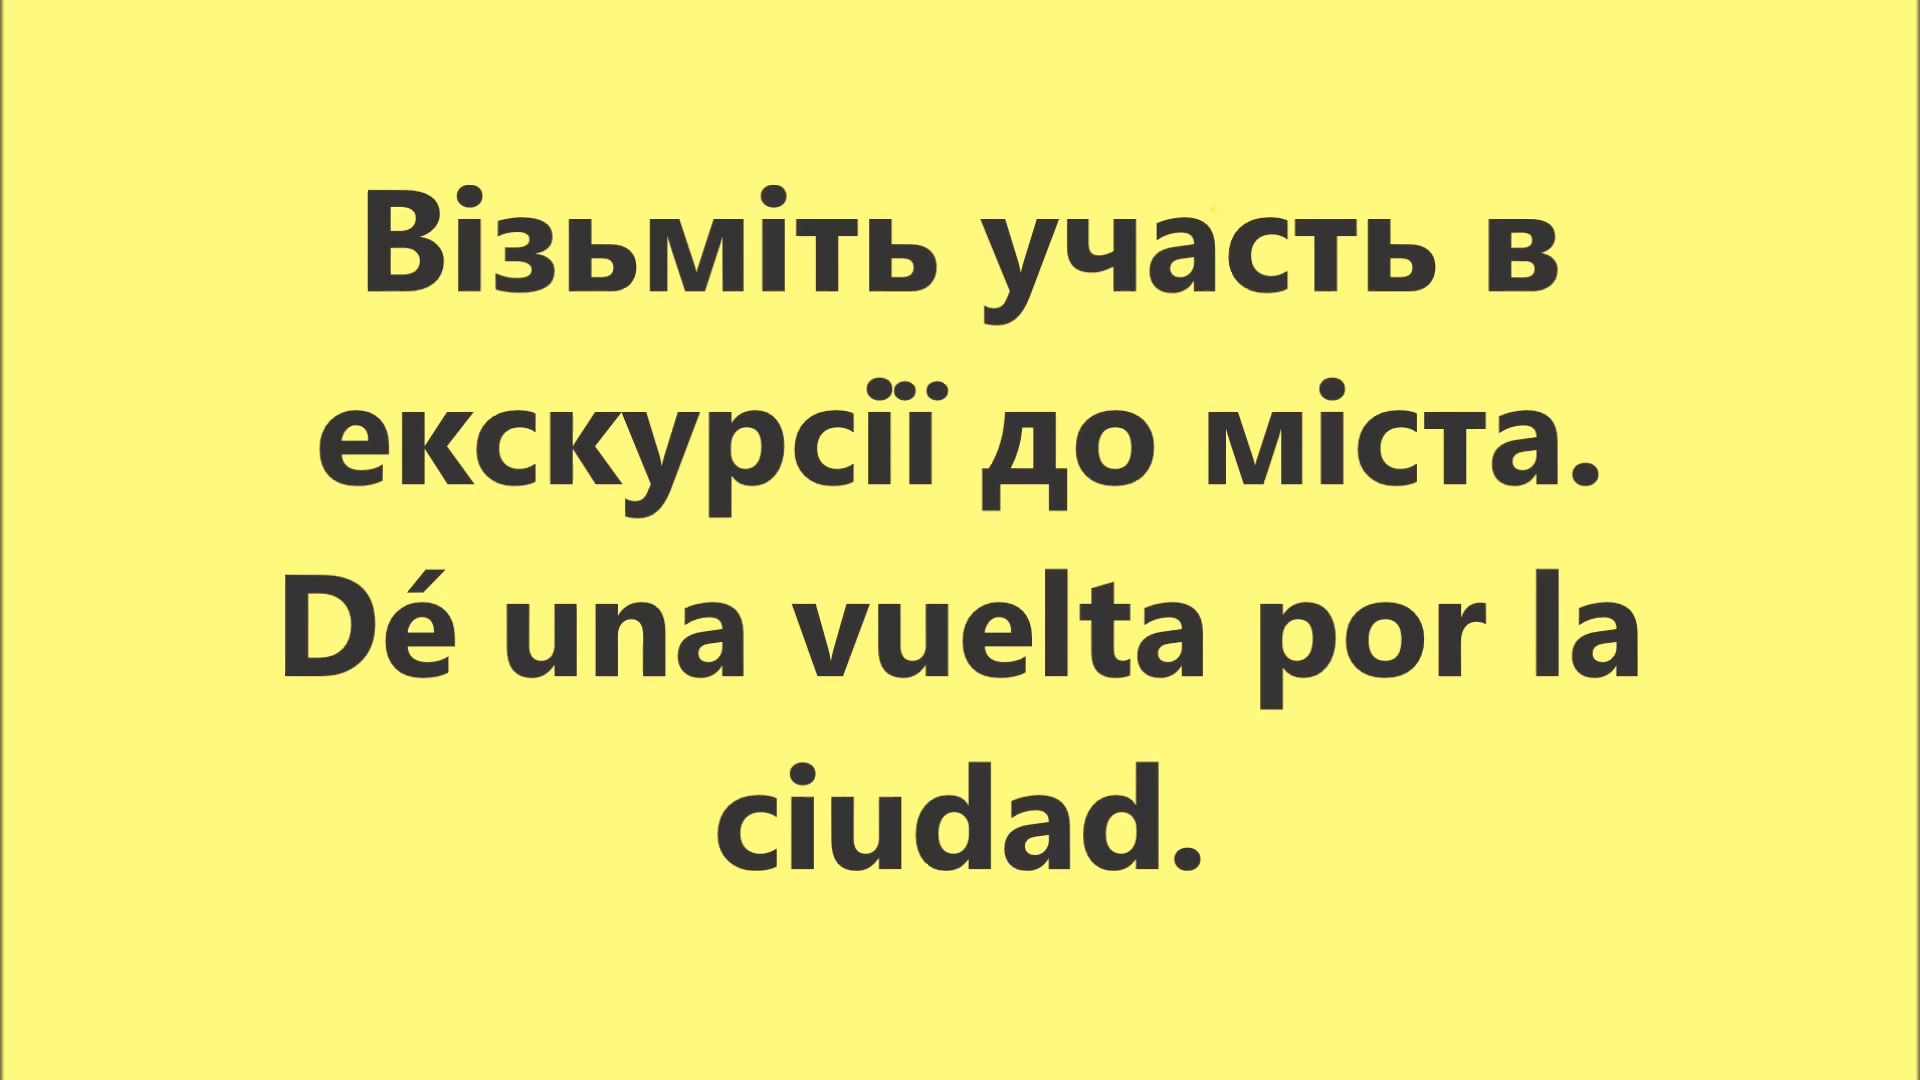 Візьміть участь в
екскурсії до міста.
Dé una vuelta por la
ciudad.